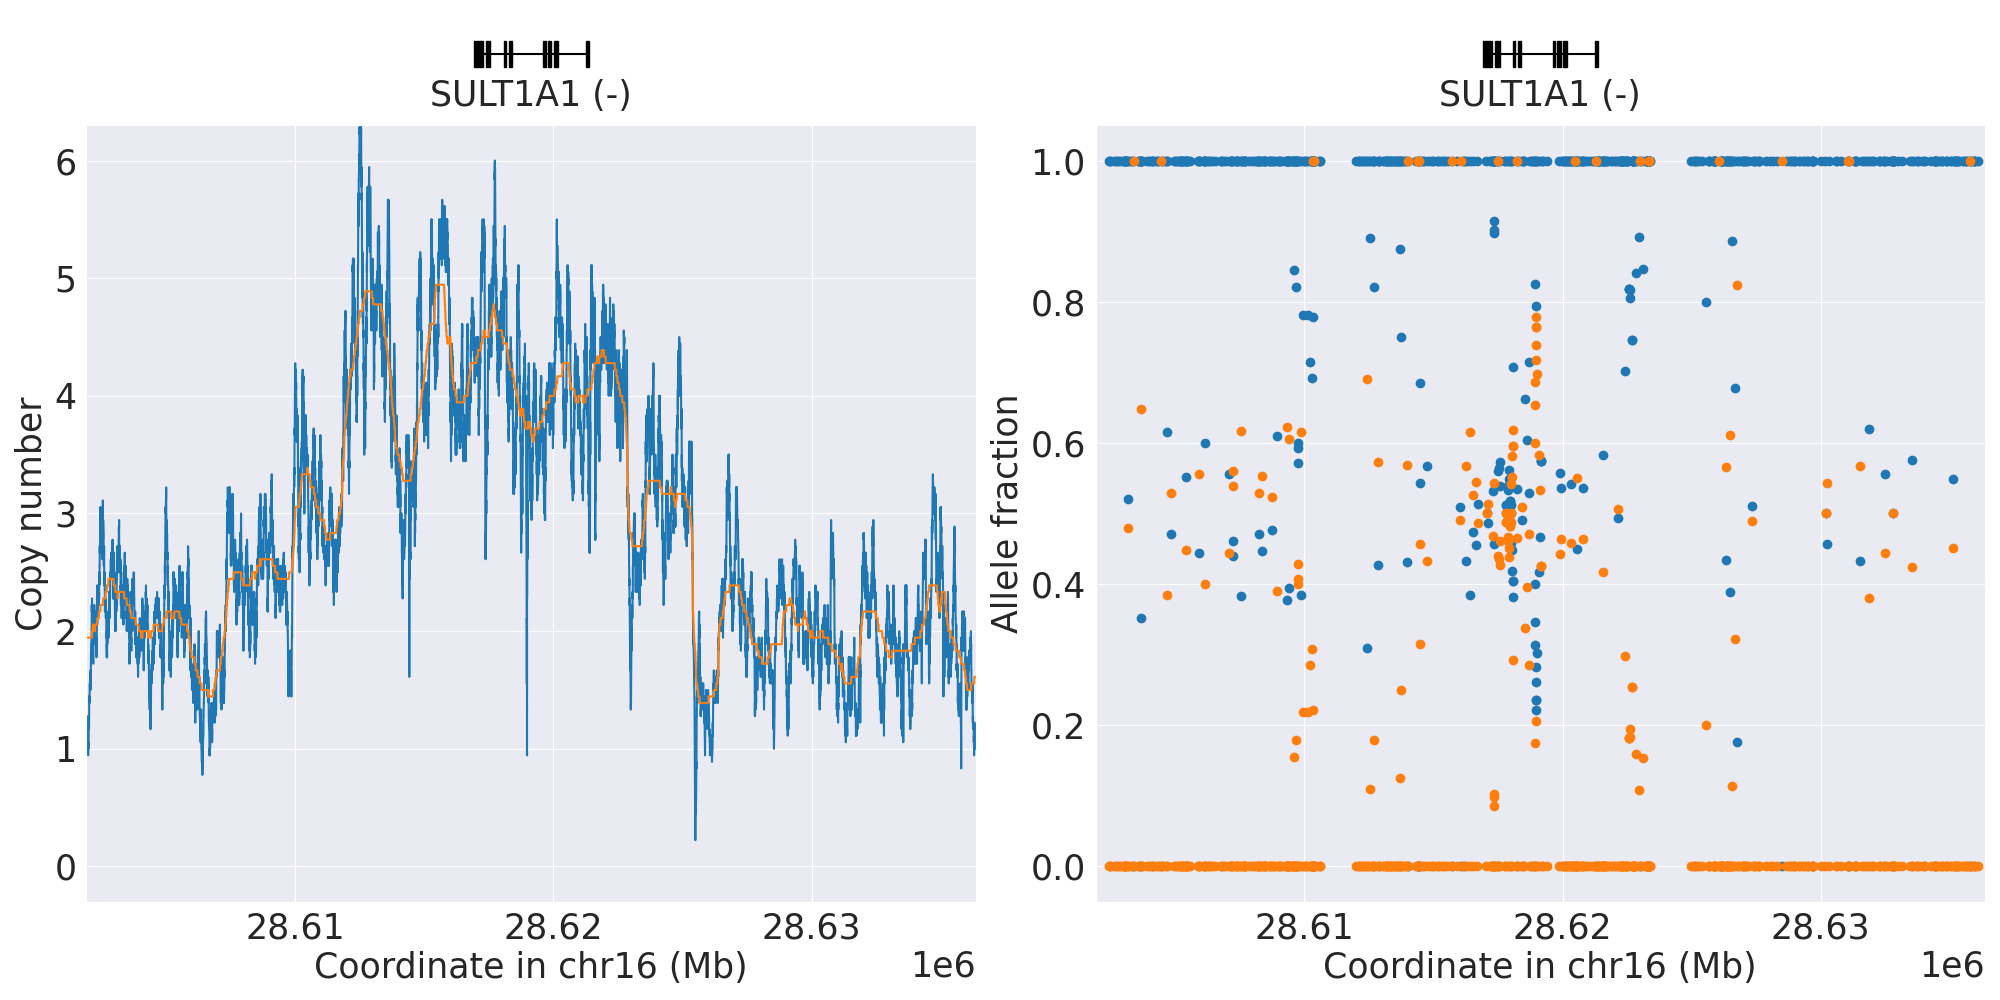 SULT1A1 (-)
6
5
4
3
2
1
0
Copy number
28.61
28.62
28.63
Coordinate in chr16 (Mb)
1e6
SULT1A1 (-)
1.0
0.8
0.6
0.4
0.2
0.0
Allele fraction
28.61
28.62
28.63
Coordinate in chr16 (Mb)
1e6